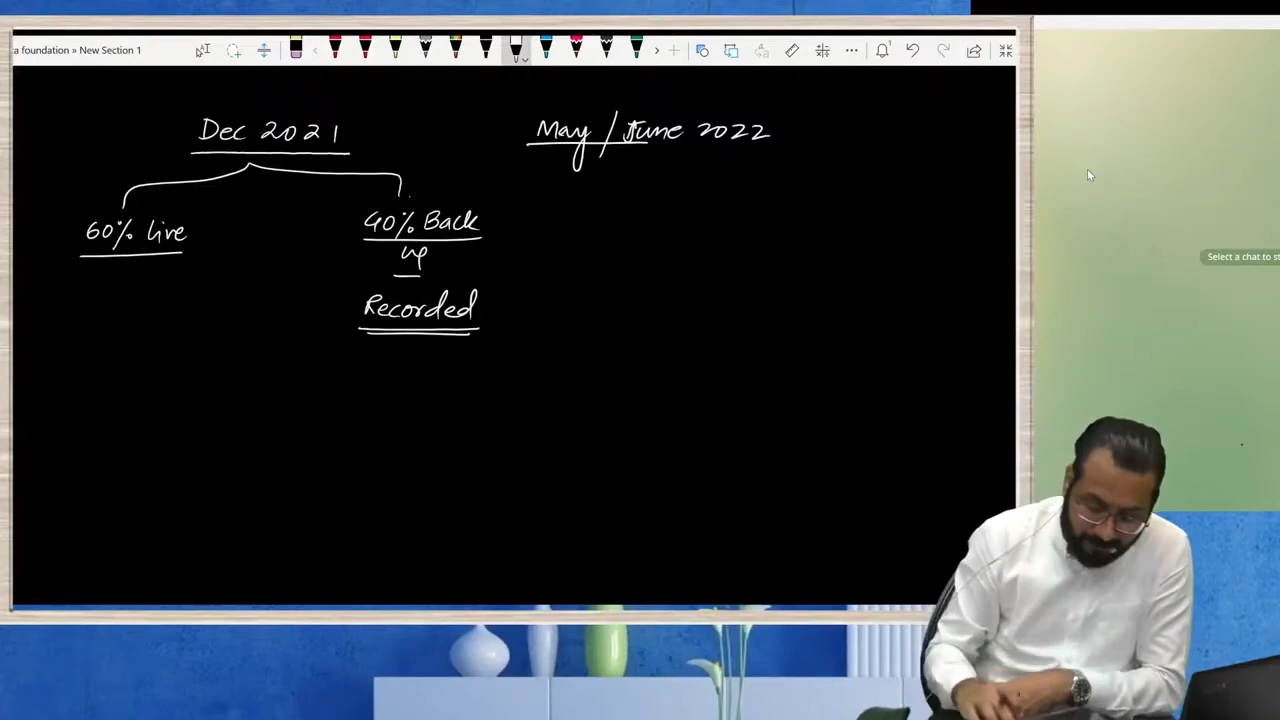 a foundation » New Section 1
Dec 2021
May / June 2022
60% live
40% Back
up
Recorded
Select a chat to st